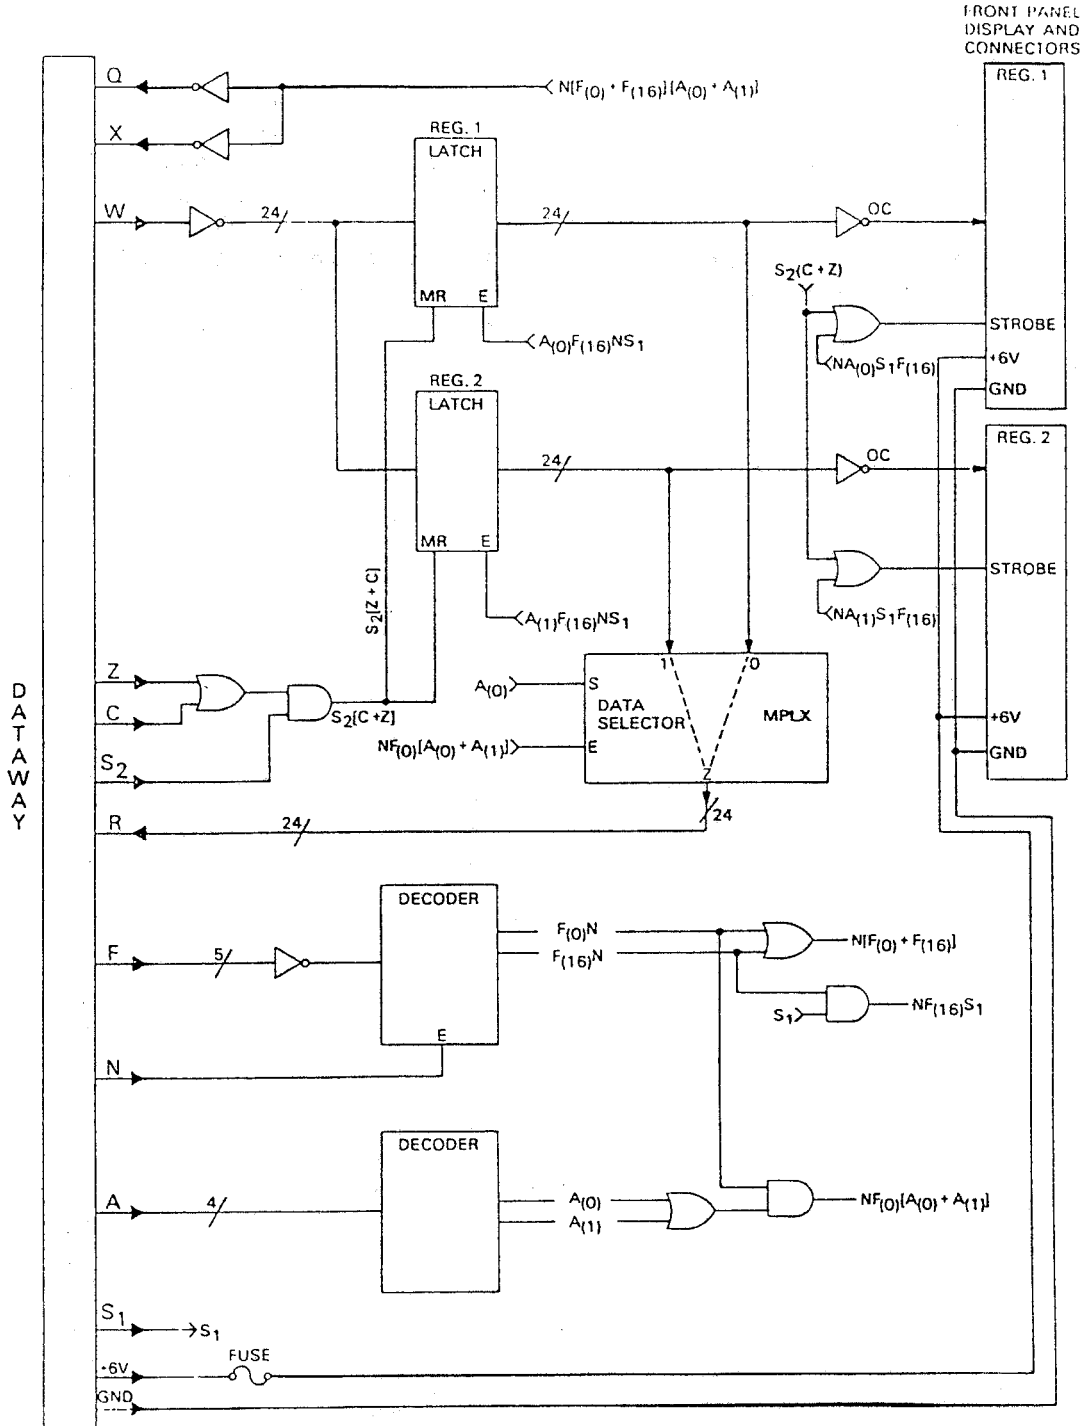 FRONT PANEL
DISPLAY AND
CONNECTORS
REG. 1
Q
N[F(0) + F(16)][A(0) + A(1)]
X
REG. 1
LATCH
W
24
24
OC
S2(C + Z)
MR E
STROBE
A(0)F(16)NS1
NA(0)S1F(16)
+6V
GND
REG. 2
LATCH
REG. 2
24
OC
MR E
STROBE
S2[Z + C]
A(1)F(16)NS1
NA(1)S1F(16)
DATAWAY
Z
1 0
A(0)
S
DATA
SELECTOR
MPLX
C
S2[C + Z]
+6V
NF(0)[A(0) + A(1)]
E
GND
S2
Z
R
24
24
DECODER
F(0)N
N[F(0) + F(16)]
F
5
F(16)N
S1
NF(16)S1
E
N
DECODER
A
4
A(0)
A(1)
NF(0)[A(0) + A(1)]
S1
S1
FUSE
+6V
GND